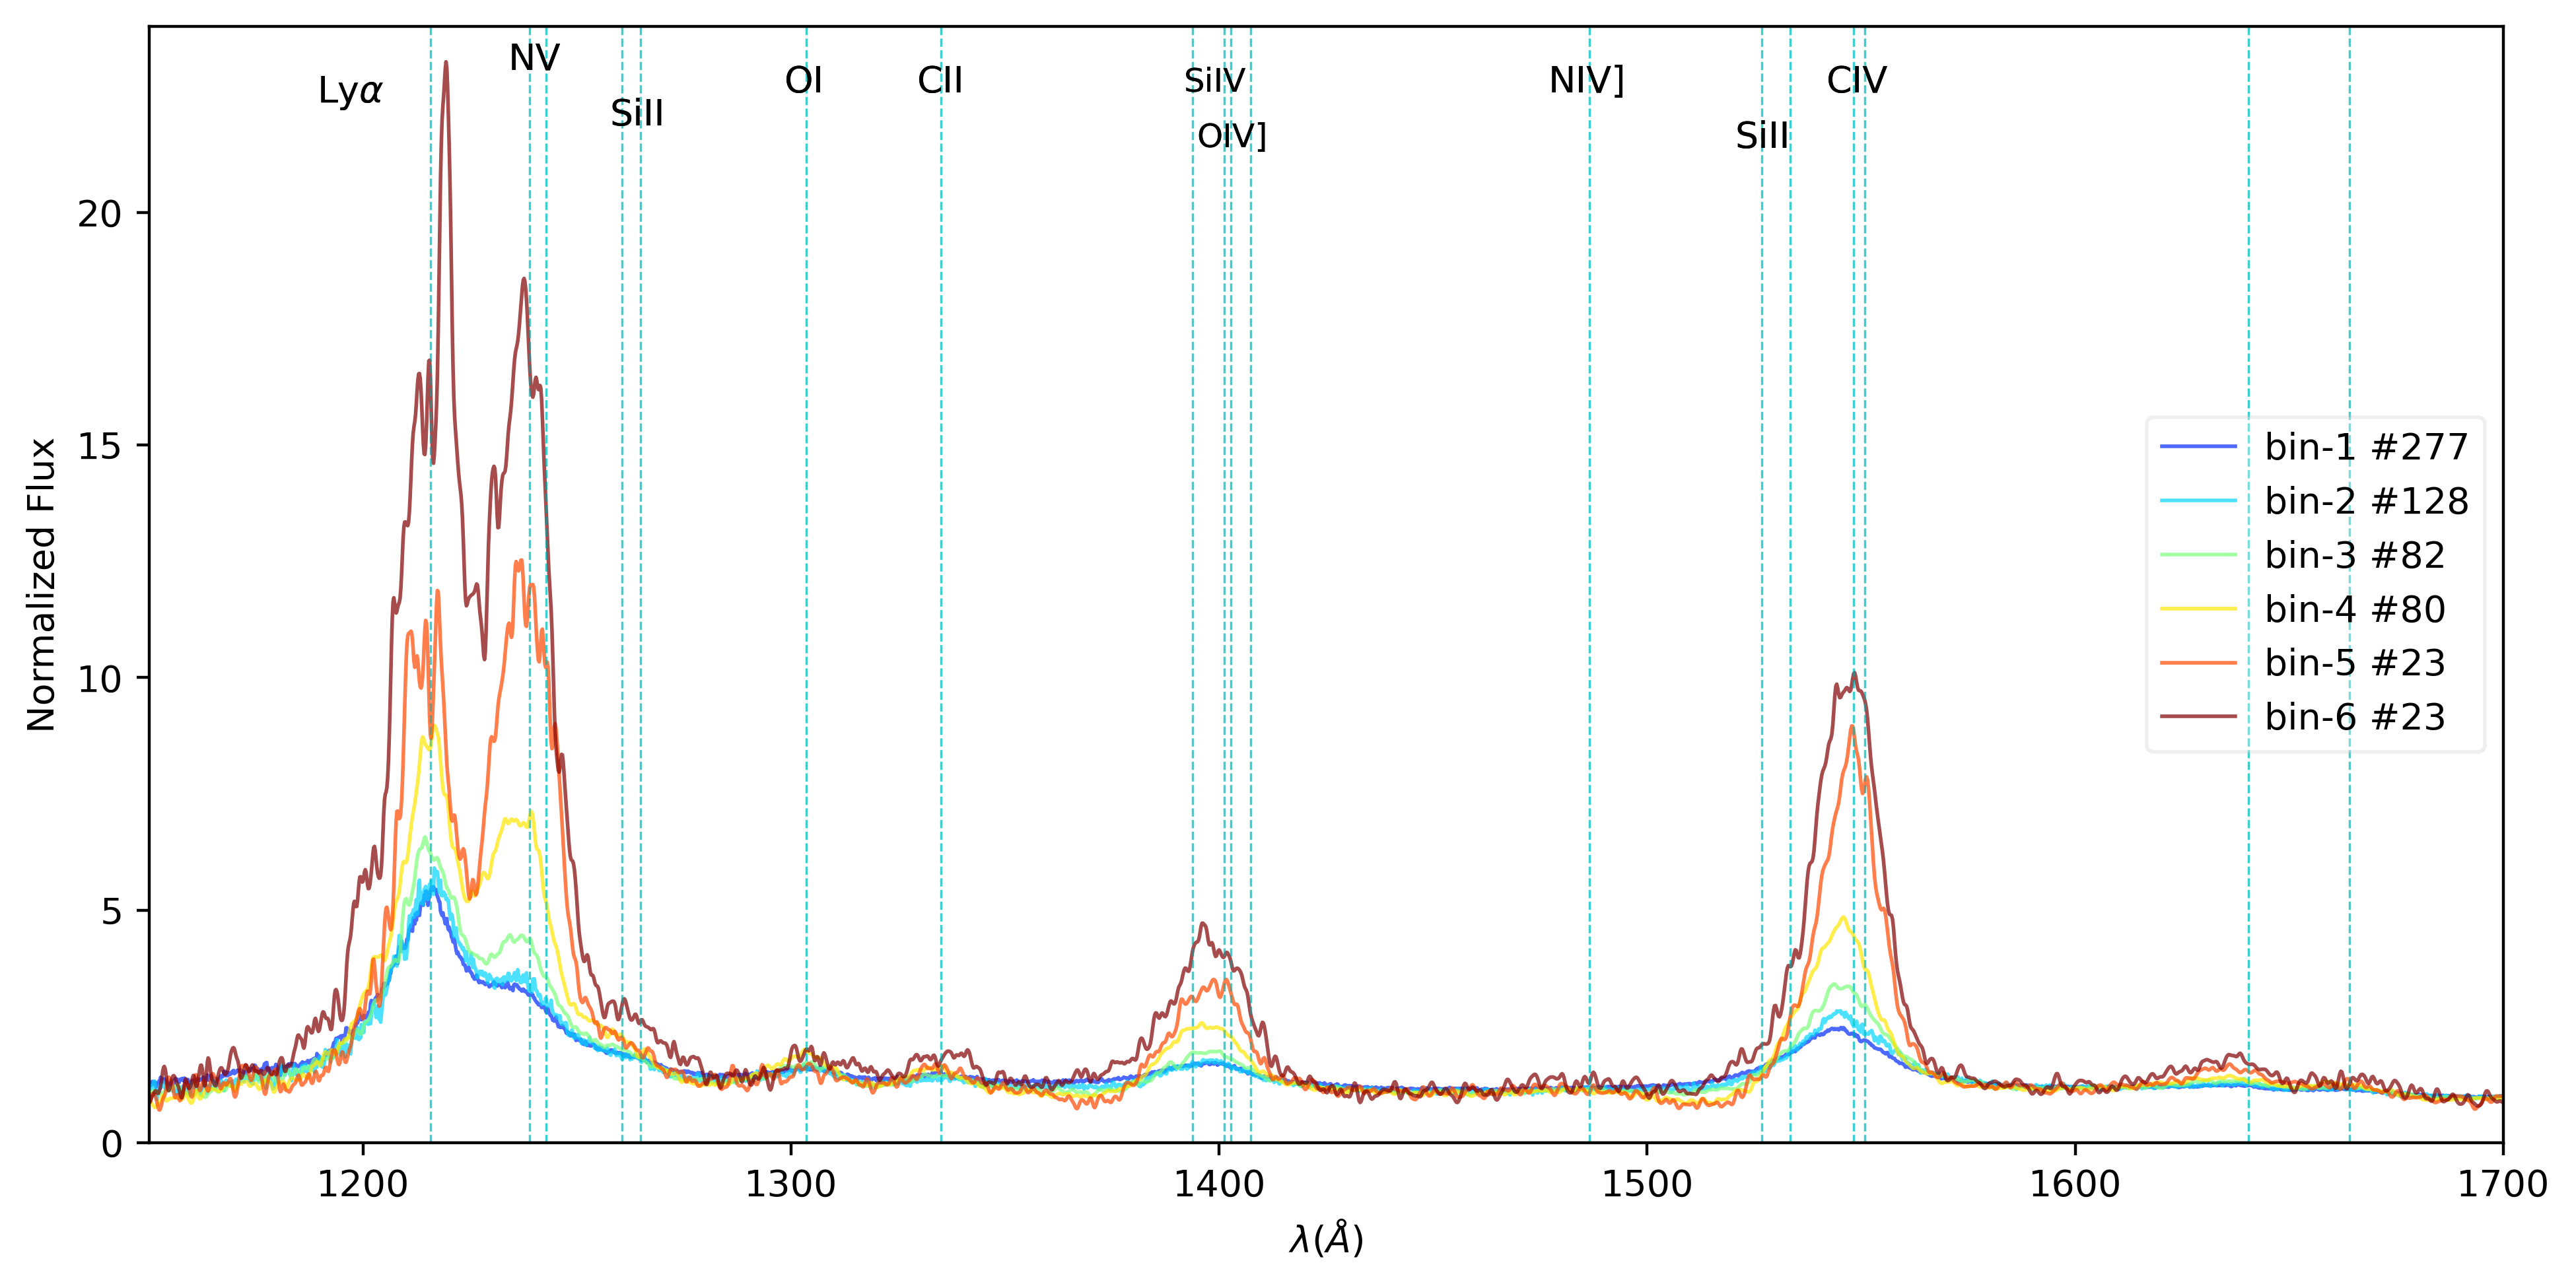 NV
Lyα
SiII
OI
CII
SiIV
OIV]
NIV]
CIV
SiII
20
15
10
5
0
Normalized Flux
bin-1 #277
bin-2 #128
bin-3 #82
bin-4 #80
bin-5 #23
bin-6 #23
1200
1300
1400
1500
1600
1700
λ(Å)